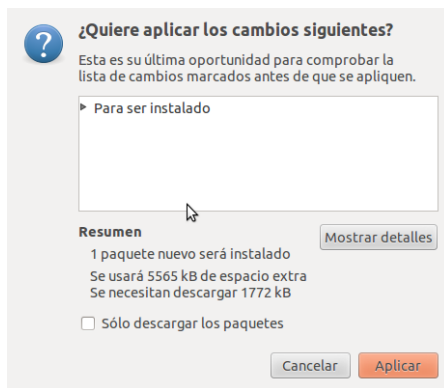 ¿Quiere aplicar los cambios siguientes?
Esta es su última oportunidad para comprobar la
lista de cambios marcados antes de que se apliquen.
Para ser instalado
Resumen
Mostrar detalles
1 paquete nuevo será instalado
Se usará 5565 kB de espacio extra
Se necesitan descargar 1772 kB
Sólo descargar los paquetes
Cancelar
Aplicar